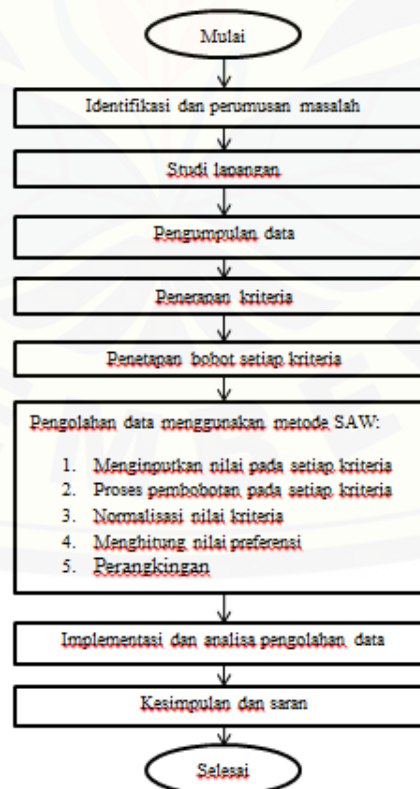 Mulai
Identifikasi dan perumusan masalah
Studi lapangan
Pengumpulan data
Penerapan kriteria
Penetapan bobot setiap kriteria
Pengolahan data menggunakan metode SAW:
1. Menginputkan nilai pada setiap kriteria
2. Proses pembobotan pada setiap kriteria
3. Normalisasi nilai kriteria
4. Menghitung nilai preferensi
5. Perangkingan
Implementasi dan analisa pengolahan data
Kesimpulan dan saran
Selesai